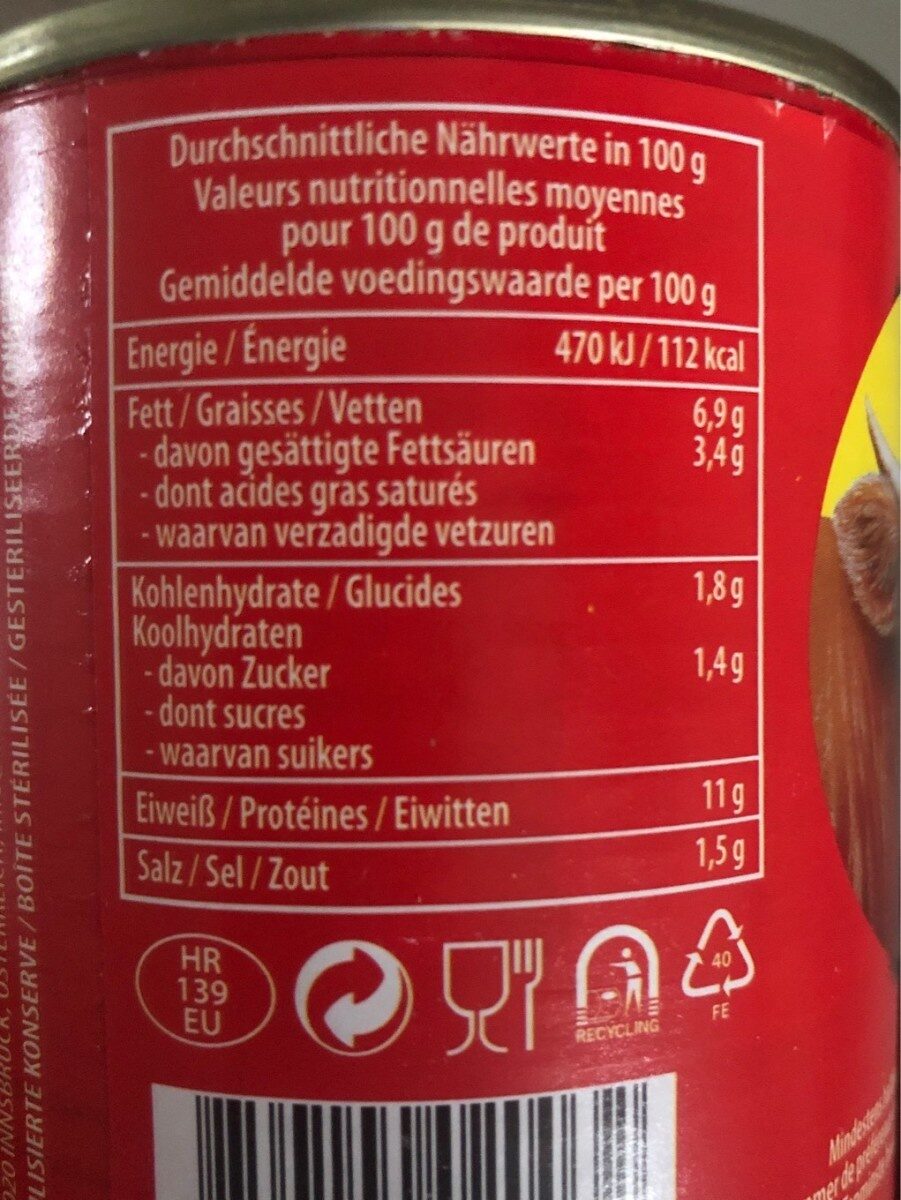 Durchschnittliche Nährwerte in 100 g
Valeurs nutritionnelles moyennes
pour 100 g de produit
Gemiddelde voedingswaarde per 100 g
Energie / Énergie 470 kJ / 112 kcal
Fett / Graisses / Vetten 6,9 g
- davon gesättigte Fettsäuren 3,4 g
- dont acides gras saturés
- waarvan verzadigde vetzuren
Kohlenhydrate / Glucides 1,8 g
Koolhydraten
- davon Zucker 1,4 g
- dont sucres
- waarvan suikers
Eiweiß / Protéines / Eiwitten 11 g
Salz / Sel / Zout 1,5 g
HR
139
EU
RECYCLING
40
FE
INNSBRUCK,
KONSERVE / BOÎTE STÉRILISÉE / GESTERILISEERDE
de